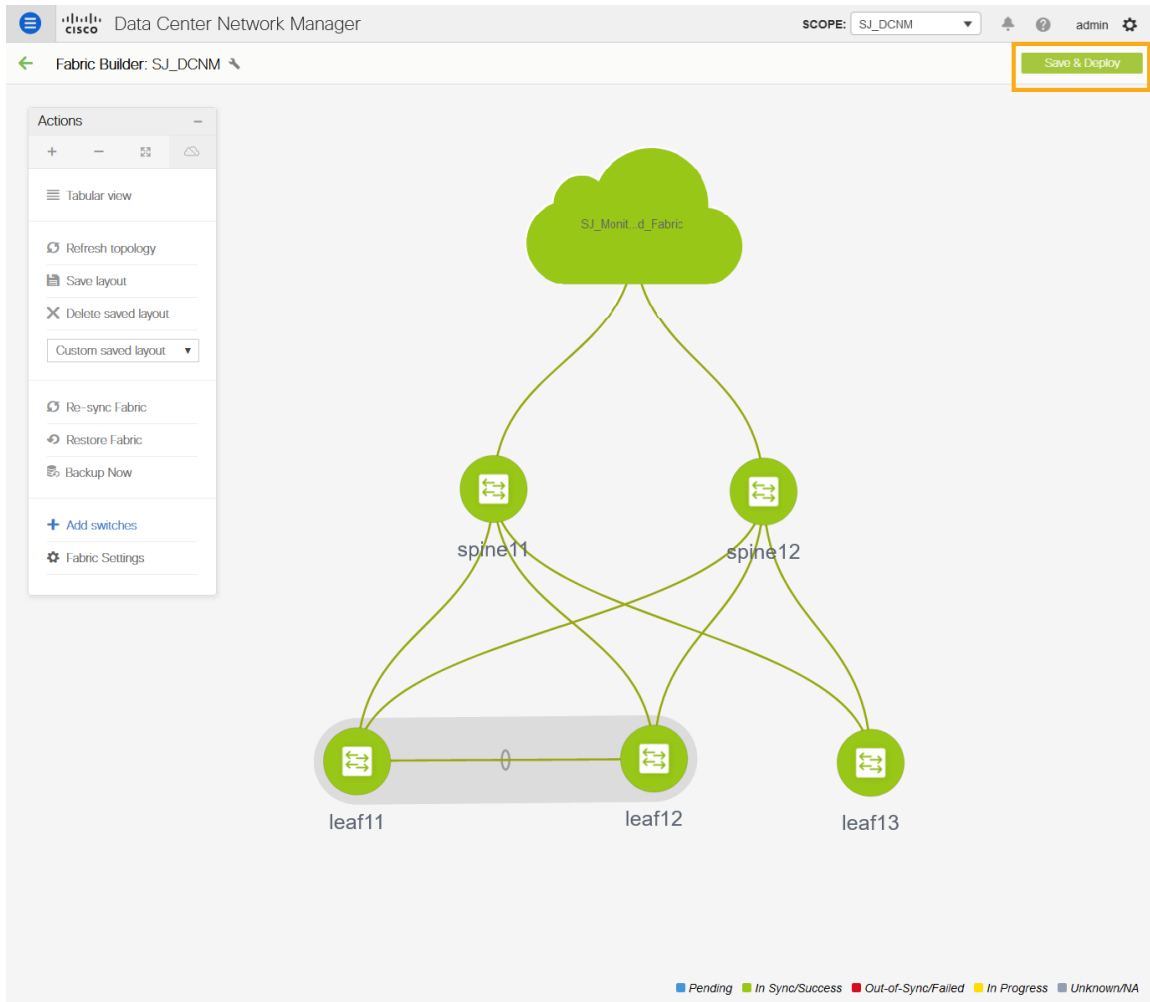 cisco Data Center Network Manager SCOPE: SJ_DCNM admin
Fabric Builder: SJ_DCNM Save & Deploy
Actions
Tabular view
Refresh topology
Save layout
Delete saved layout
Custom saved layout
Re-sync Fabric
Restore Fabric
Backup Now
Add switches
Fabric Settings
SJ_Monit...d_Fabric
spine11
spine12
leaf11
leaf12
leaf13
Pending In Sync/Success Out-of-Sync/Failed In Progress Unknown/NA